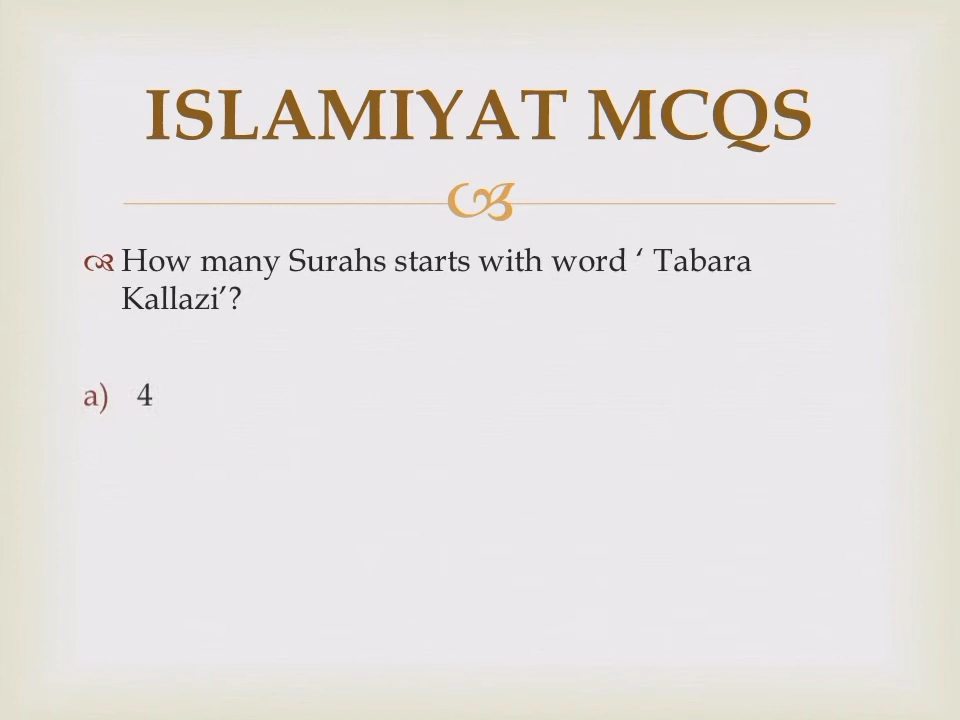 ISLAMIYAT MCQS
How many Surahs starts with word ‘ Tabara
Kallazi’?
a) 4